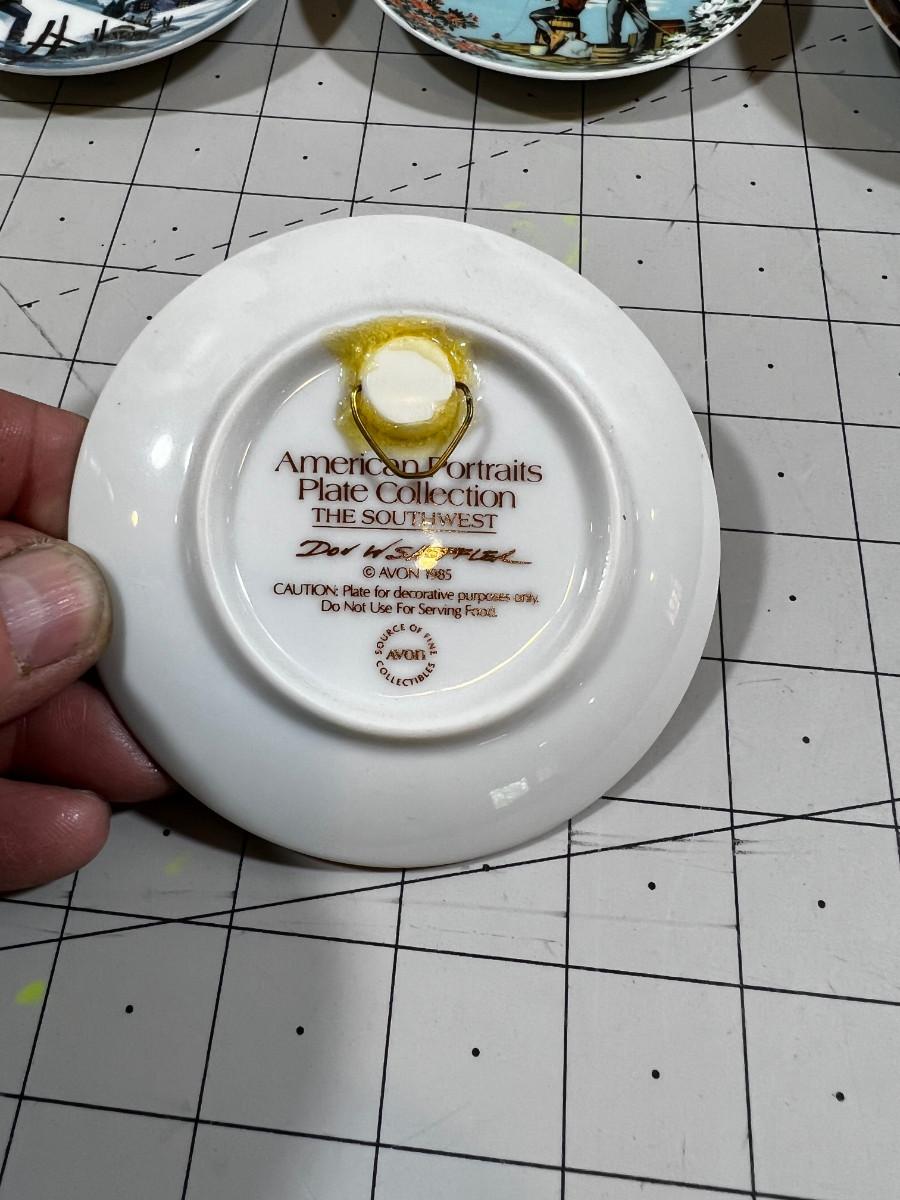 American Portraits
Plate Collection
THE SOUTHWEST
Don
© AVON 1985
CAUTION: Plate for decorative purposes only.
Do Not Use For Serving Food.
SOURCE OF FINE
AVON
COLLECTIBLES